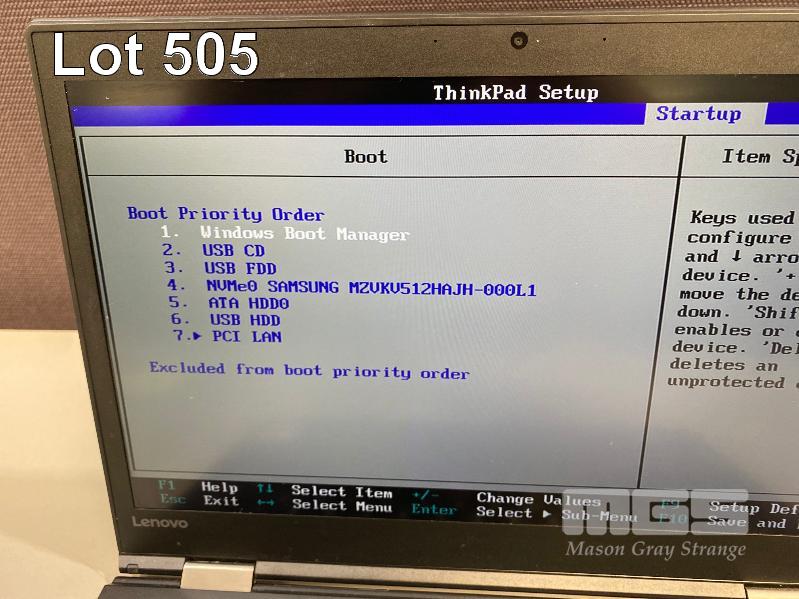 Lot 505
ThinkPad Setup
Startup
Boot
Item
Boot Priority Order
1. Windows Boot Manager
2. USB CD
3. USB FDD
4. NVMe0 SAMSUNG MZVKV512HAJH-000L1
5. ATA HDD0
6. USB HDD
7.▶ PCI LAN
Excluded from boot priority order
Keys used
configure
and ↓ arro
device. '+
move the de
down. 'Shif
enables or
device. 'Del
deletes an
unprotected
F1 Help ↑↓ Select Item +/- Change Values F9 Setup Def
Esc Exit ←→ Select Menu Enter Select ▶ Sub-Menu F10 Save and
Lenovo
MGS
Mason Gray Strange